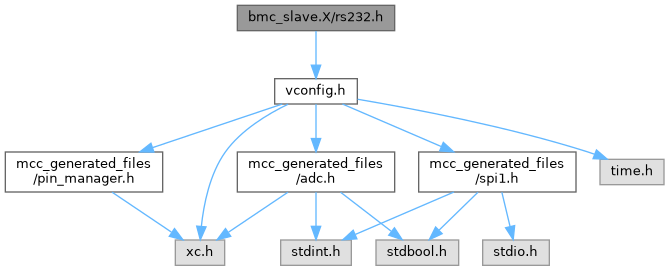 bmc_slave.X/rs232.h
vconfig.h
mcc_generated_files
/pin_manager.h
mcc_generated_files
/adc.h
mcc_generated_files
/spi1.h
time.h
xc.h
stdint.h
stdbool.h
stdio.h